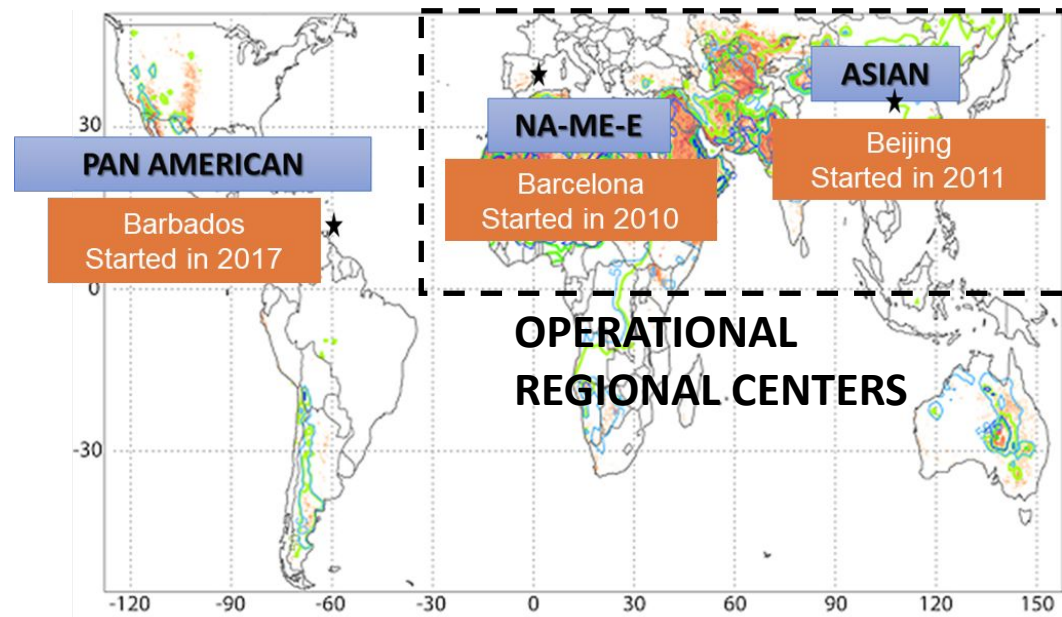 ASIAN
NA-ME-E
Beijing
Started in 2011
PAN AMERICAN
Barcelona
Started in 2010
Barbados
Started in 2017
OPERATIONAL
REGIONAL CENTERS
30
0
-30
-120
-90
-60
-30
0
30
60
90
120
150